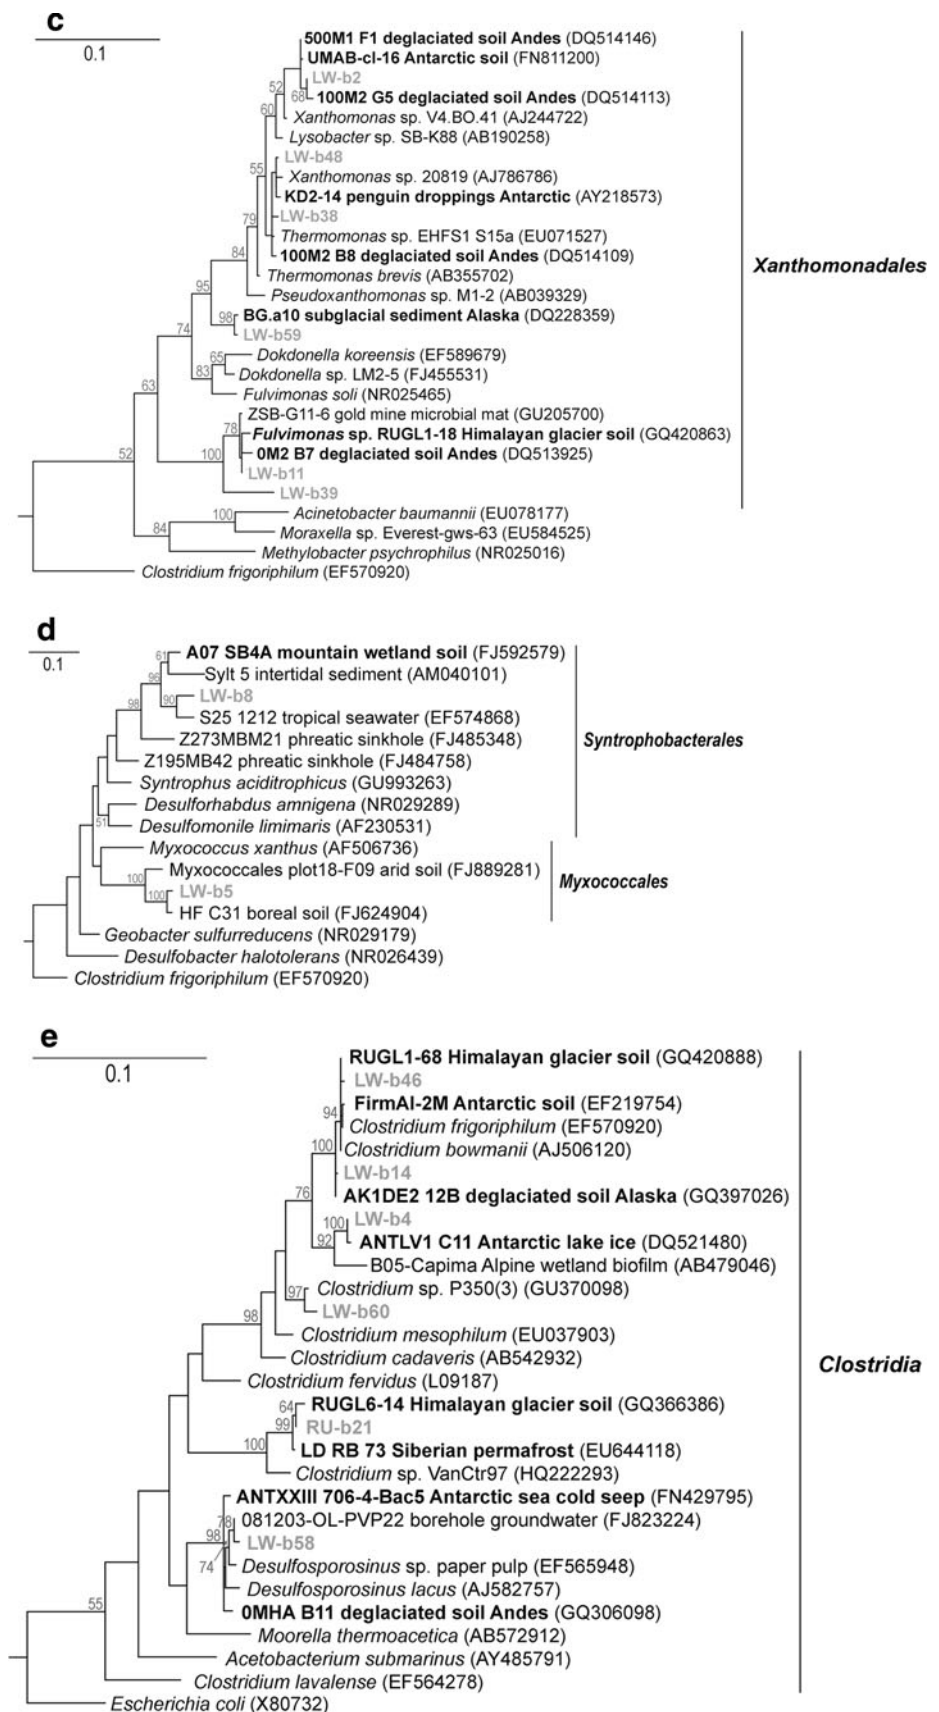 c
0.1
500M1 F1 deglaciated soil Andes (DQ514146)
UMAB-cl-16 Antarctic soil (FN811200)
LW-b2
52
68
100M2 G5 deglaciated soil Andes (DQ514113)
60
Xanthomonas sp. V4.BO.41 (AJ244722)
Lysobacter sp. SB-K88 (AB190258)
LW-b48
55
Xanthomonas sp. 20819 (AJ786786)
KD2-14 penguin droppings Antarctic (AY218573)
79
LW-b38
Thermomonas sp. EHFS1 S15a (EU071527)
84
100M2 B8 deglaciated soil Andes (DQ514109)
Xanthomonadales
Thermomonas brevis (AB355702)
95
Pseudoxanthomonas sp. M1-2 (AB039329)
98
BG.a10 subglacial sediment Alaska (DQ228359)
74
LW-b59
65
Dokdonella koreensis (EF589679)
83
Dokdonella sp. LM2-5 (FJ455531)
63
Fulvimonas soli (NR025465)
ZSB-G11-6 gold mine microbial mat (GU205700)
78
Fulvimonas sp. RUGL1-18 Himalayan glacier soil (GQ420863)
52
100
0M2 B7 deglaciated soil Andes (DQ513925)
LW-b11
LW-b39
100
Acinetobacter baumannii (EU078177)
84
Moraxella sp. Everest-gws-63 (EU584525)
Methylobacter psychrophilus (NR025016)
Clostridium frigoriphilum (EF570920)
d
0.1
61
A07 SB4A mountain wetland soil (FJ592579)
96
Sylt 5 intertidal sediment (AM040101)
98
90
LW-b8
S25 1212 tropical seawater (EF574868)
Z273MBM21 phreatic sinkhole (FJ485348)
Syntrophobacterales
Z195MB42 phreatic sinkhole (FJ484758)
Syntrophus aciditrophicus (GU993263)
Desulforhabdus amnigena (NR029289)
51
Desulfomonile limimaris (AF230531)
Myxococcus xanthus (AF506736)
100
Myxococcales plot18-F09 arid soil (FJ889281)
Myxococcales
100
LW-b5
HF C31 boreal soil (FJ624904)
Geobacter sulfurreducens (NR029179)
Desulfobacter halotolerans (NR026439)
Clostridium frigoriphilum (EF570920)
e
0.1
RUGL1-68 Himalayan glacier soil (GQ420888)
LW-b46
94
FirmAI-2M Antarctic soil (EF219754)
Clostridium frigoriphilum (EF570920)
100
Clostridium bowmanii (AJ506120)
LW-b14
76
AK1DE2 12B deglaciated soil Alaska (GQ397026)
100
LW-b4
92
ANTLV1 C11 Antarctic lake ice (DQ521480)
B05-Capima Alpine wetland biofilm (AB479046)
97
Clostridium sp. P350(3) (GU370098)
98
LW-b60
Clostridium mesophilum (EU037903)
Clostridium cadaveris (AB542932)
Clostridia
Clostridium fervidus (L09187)
64
RUGL6-14 Himalayan glacier soil (GQ366386)
99
RU-b21
100
LD RB 73 Siberian permafrost (EU644118)
Clostridium sp. VanCtr97 (HQ222293)
ANTXXIII 706-4-Bac5 Antarctic sea cold seep (FN429795)
78
081203-OL-PVP22 borehole groundwater (FJ823224)
98
LW-b58
74
Desulfosporosinus sp. paper pulp (EF565948)
Desulfosporosinus lacus (AJ582757)
55
0MHA B11 deglaciated soil Andes (GQ306098)
Moorella thermoacetica (AB572912)
Acetobacterium submarinus (AY485791)
Clostridium lavalense (EF564278)
Escherichia coli (X80732)